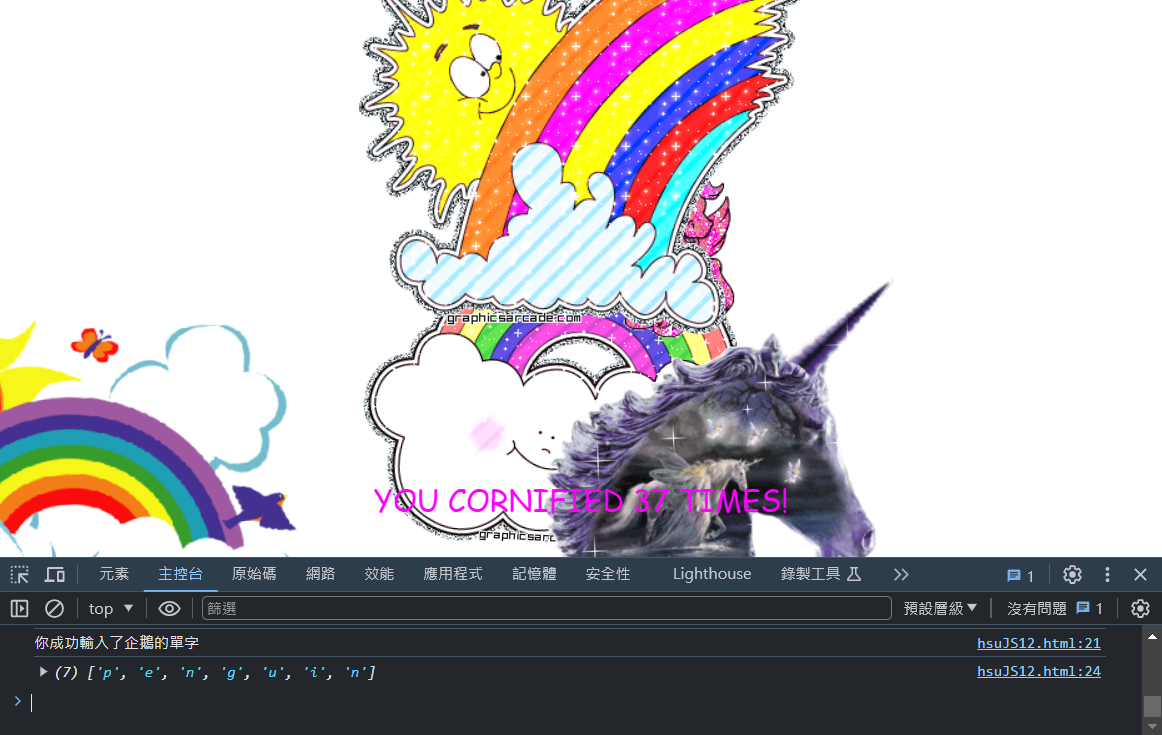 graphicsarcade.com
YOU CORNIFIED 37 TIMES!
graphicsarc
元素 主控台 原始碼 網路 效能 應用程式 記憶體 安全性 Lighthouse 錄製工具 1
top 篩選 預設層級 沒有問題 1
你成功輸入了企鵝的單字 hsuJS12.html:21
(7) ['p', 'e', 'n', 'g', 'u', 'i', 'n'] hsuJS12.html:24